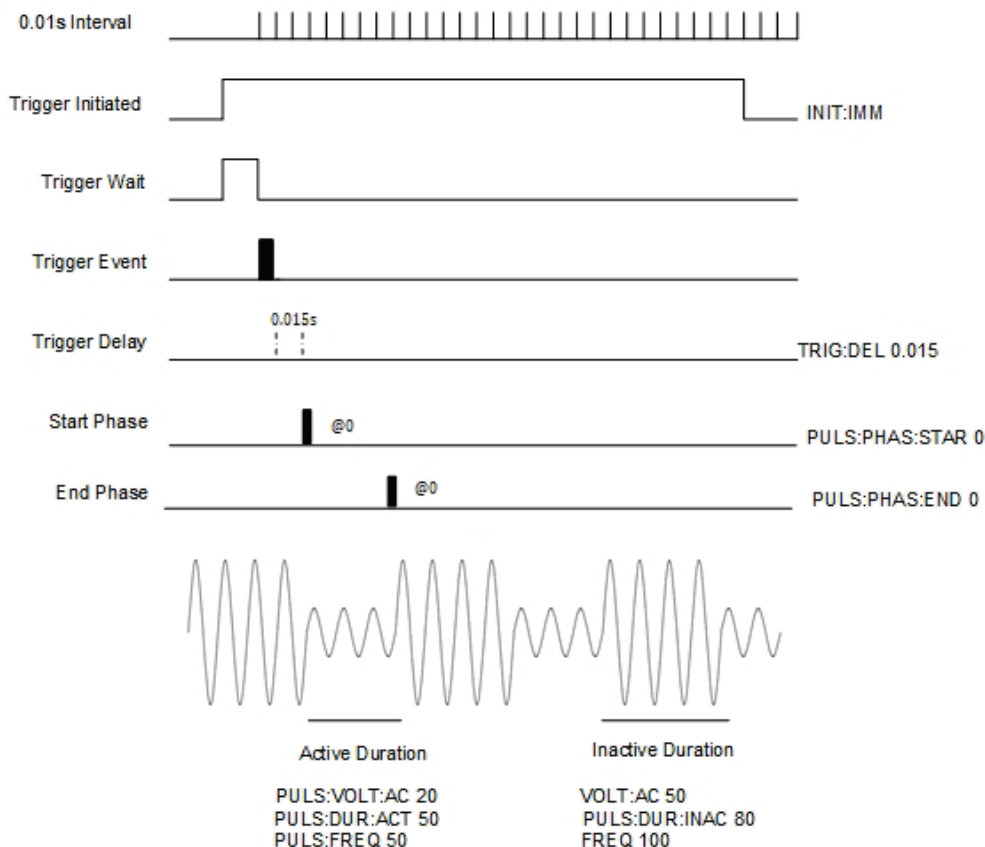 0.01s Interval
Trigger Initiated
INIT:IMM
Trigger Wait
Trigger Event
0.015s
Trigger Delay
TRIG:DEL 0.015
Start Phase
@0
PULS:PHAS:STAR 0
End Phase
@0
PULS:PHAS:END 0
Active Duration
Inactive Duration
PULS:VOLT:AC 20
VOLT:AC 50
PULS:DUR:ACT 50
PULS:DUR:INAC 80
PULS:FREQ 50
FREQ 100